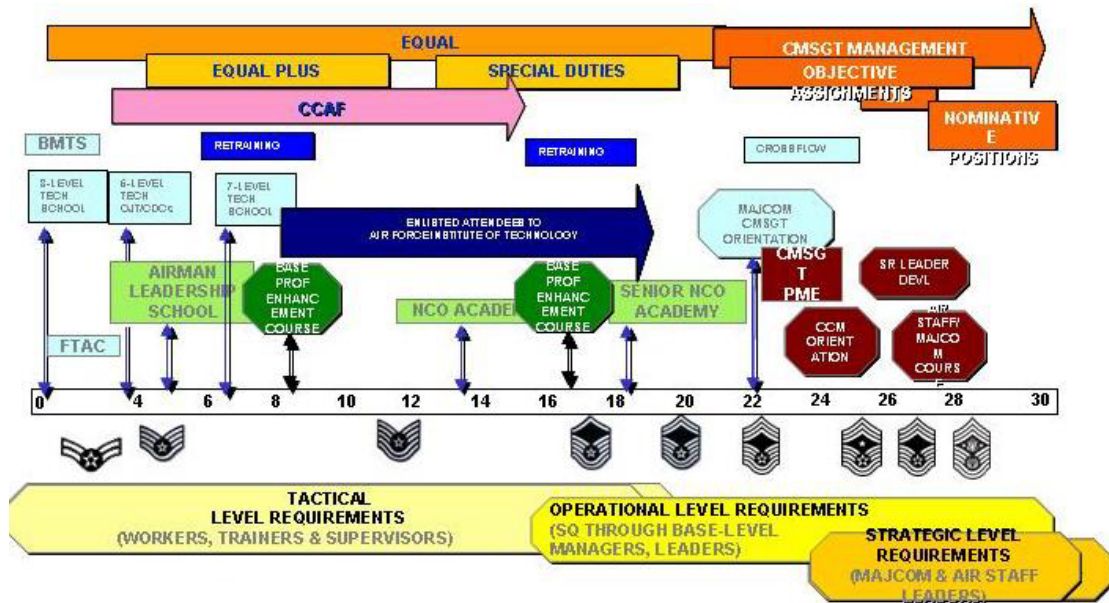 EQUAL
CMSGT MANAGEMENT
EQUAL PLUS
SPECIAL DUTIES
OBJECTIVE
ASSIGNMENTS
CCAF
NOMINATIV
E
POSITIONS
BMTS
RETRAINING
RETRAINING
CROSSFLOW
3-LEVEL
TECH
SCHOOL
5-LEVEL
TECH
OJT/CDCs
7-LEVEL
TECH
SCHOOL
ENLISTED ATTENDEES TO
AIR FORCE INSTITUTE OF TECHNOLOGY
MAJCOM
CMSGT
ORIENTATION
AIRMAN
LEADERSHIP
SCHOOL
BASE
PROF
ENHANC
EMENT
COURSE
NCO ACADE
BASE
PROF
ENHANC
EMENT
COURSE
SENIOR NCO
ACADEMY
CMSG
T
PME
SR LEADER
DEVL
FTAC
CCM
ORIENT
ATION
AIR
STAFF/
MAJCO
M
COURS
E
0 4 6 8 10 12 14 16 18 20 22 24 26 28 30
TACTICAL
LEVEL REQUIREMENTS
(WORKERS, TRAINERS & SUPERVISORS)
OPERATIONAL LEVEL REQUIREMENTS
(SQ THROUGH BASE-LEVEL
MANAGERS, LEADERS)
STRATEGIC LEVEL
REQUIREMENTS
(MAJCOM & AIR STAFF
LEADERS)